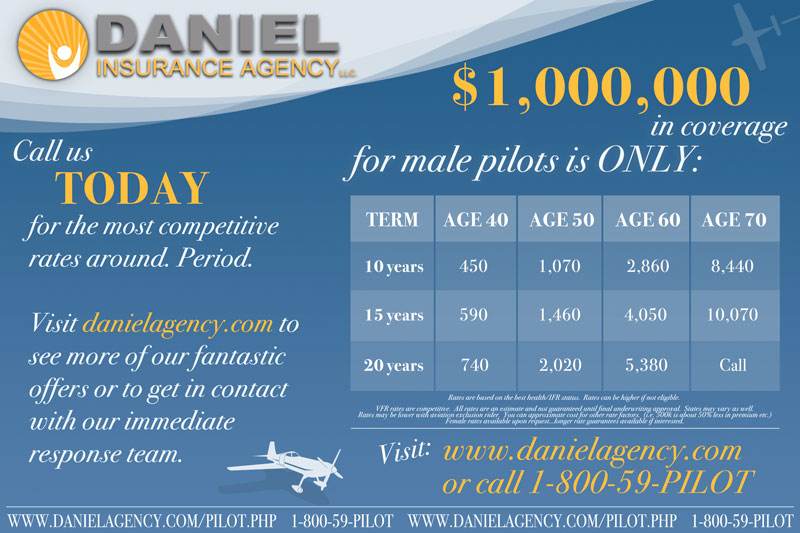 DANIEL
INSURANCE AGENCY LLC
$1,000,000
in coverage
for male pilots is ONLY:
Call us
TODAY
for the most competitive
rates around. Period.
Visit danielagency.com to
see more of our fantastic
offers or to get in contact
with our immediate
response team.
TERM AGE 40 AGE 50 AGE 60 AGE 70
10 years 450 1,070 2,860 8,440
15 years 590 1,460 4,050 10,070
20 years 740 2,020 5,380 Call
Rates are based on the best health/IFR status. Rates can be higher if not eligible.
VFR rates are competitive. All rates are an estimate and not guaranteed until final underwriting approval. States may vary as well.
Rates may be lower with aviation exclusion rider. You can approximate cost for other rate factors. (i.e. 500k is about 50% less in premium etc.)
Female rates available upon request...longer rate guarantees available if interested.
Visit: www.danielagency.com
or call 1-800-59-PILOT
WWW.DANIELAGENCY.COM/PILOT.PHP 1-800-59-PILOT WWW.DANIELAGENCY.COM/PILOT.PHP 1-800-59-PILOT